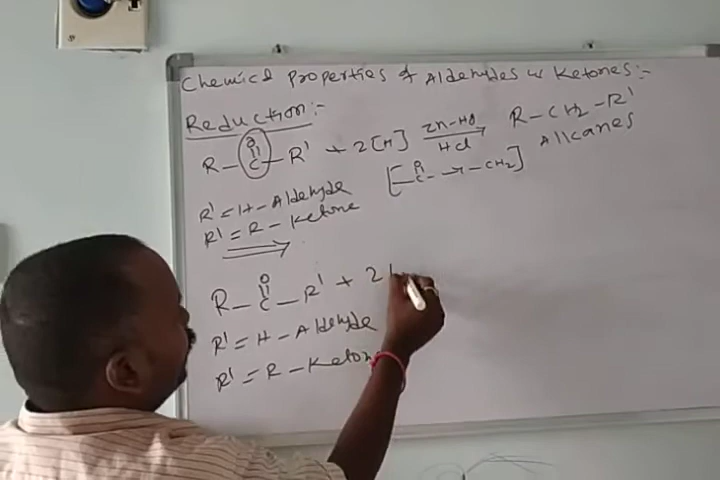 Chemical Properties of Aldehydes & Ketones:-
Reduction:-
R-C-R' + 2[H] Zn-Hg HCl R-CH2-R'
O
R'=H-Aldehyde [-C- → -CH2] Alkanes
O
R'=R-Ketone
R-C-R' + 2
O
R'=H-Aldehyde
R'=R-Keton